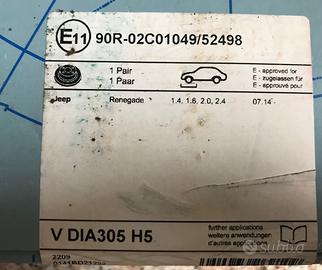 E11 90R-02C01049/52498
1 Pair
1 Paar
E - approved for
E - zugelassen für
E - approuvé pour
Jeep Renegade 1.4, 1.6, 2.0, 2.4 07.14
V DIA305 H5
further applications
weitere anwendungen
d'autres applications
2209
subito